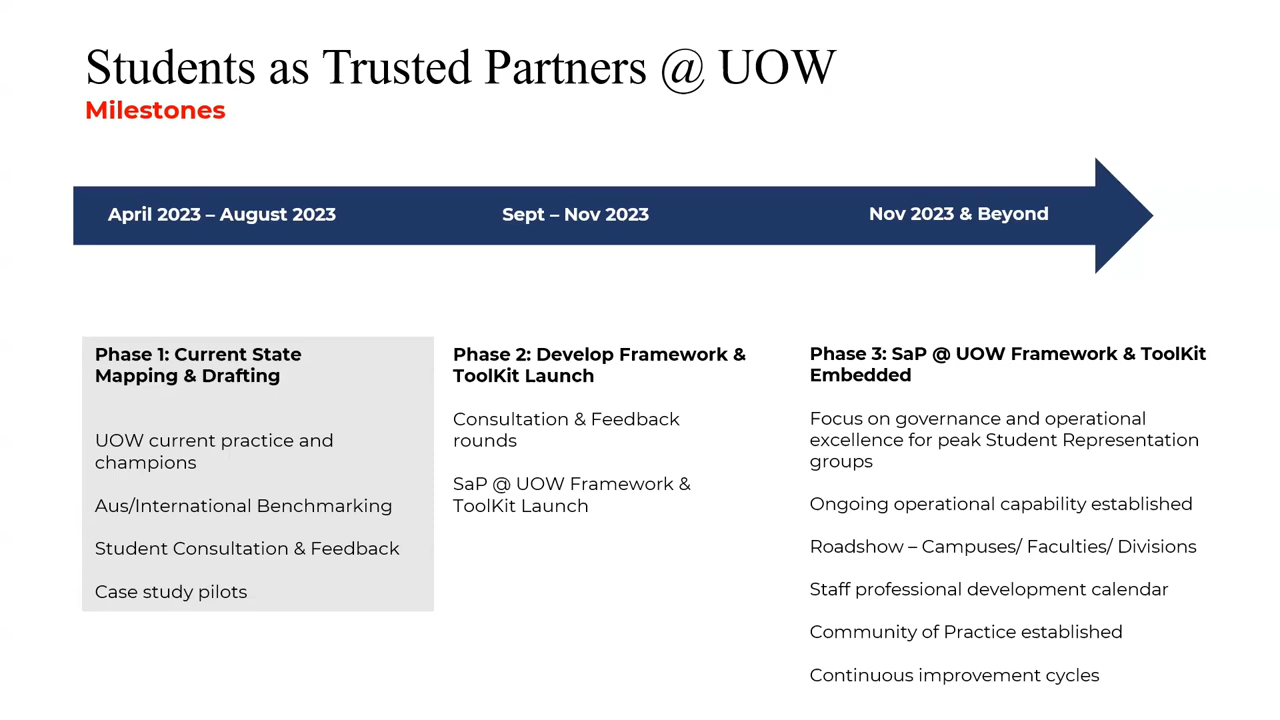 Students as Trusted Partners @ UOW
Milestones
April 2023 – August 2023
Sept – Nov 2023
Nov 2023 & Beyond
Phase 1: Current State
Mapping & Drafting
UOW current practice and
champions
Aus/International Benchmarking
Student Consultation & Feedback
Case study pilots
Phase 2: Develop Framework &
ToolKit Launch
Consultation & Feedback
rounds
SaP @ UOW Framework &
ToolKit Launch
Phase 3: SaP @ UOW Framework & ToolKit
Embedded
Focus on governance and operational
excellence for peak Student Representation
groups
Ongoing operational capability established
Roadshow – Campuses/ Faculties/ Divisions
Staff professional development calendar
Community of Practice established
Continuous improvement cycles